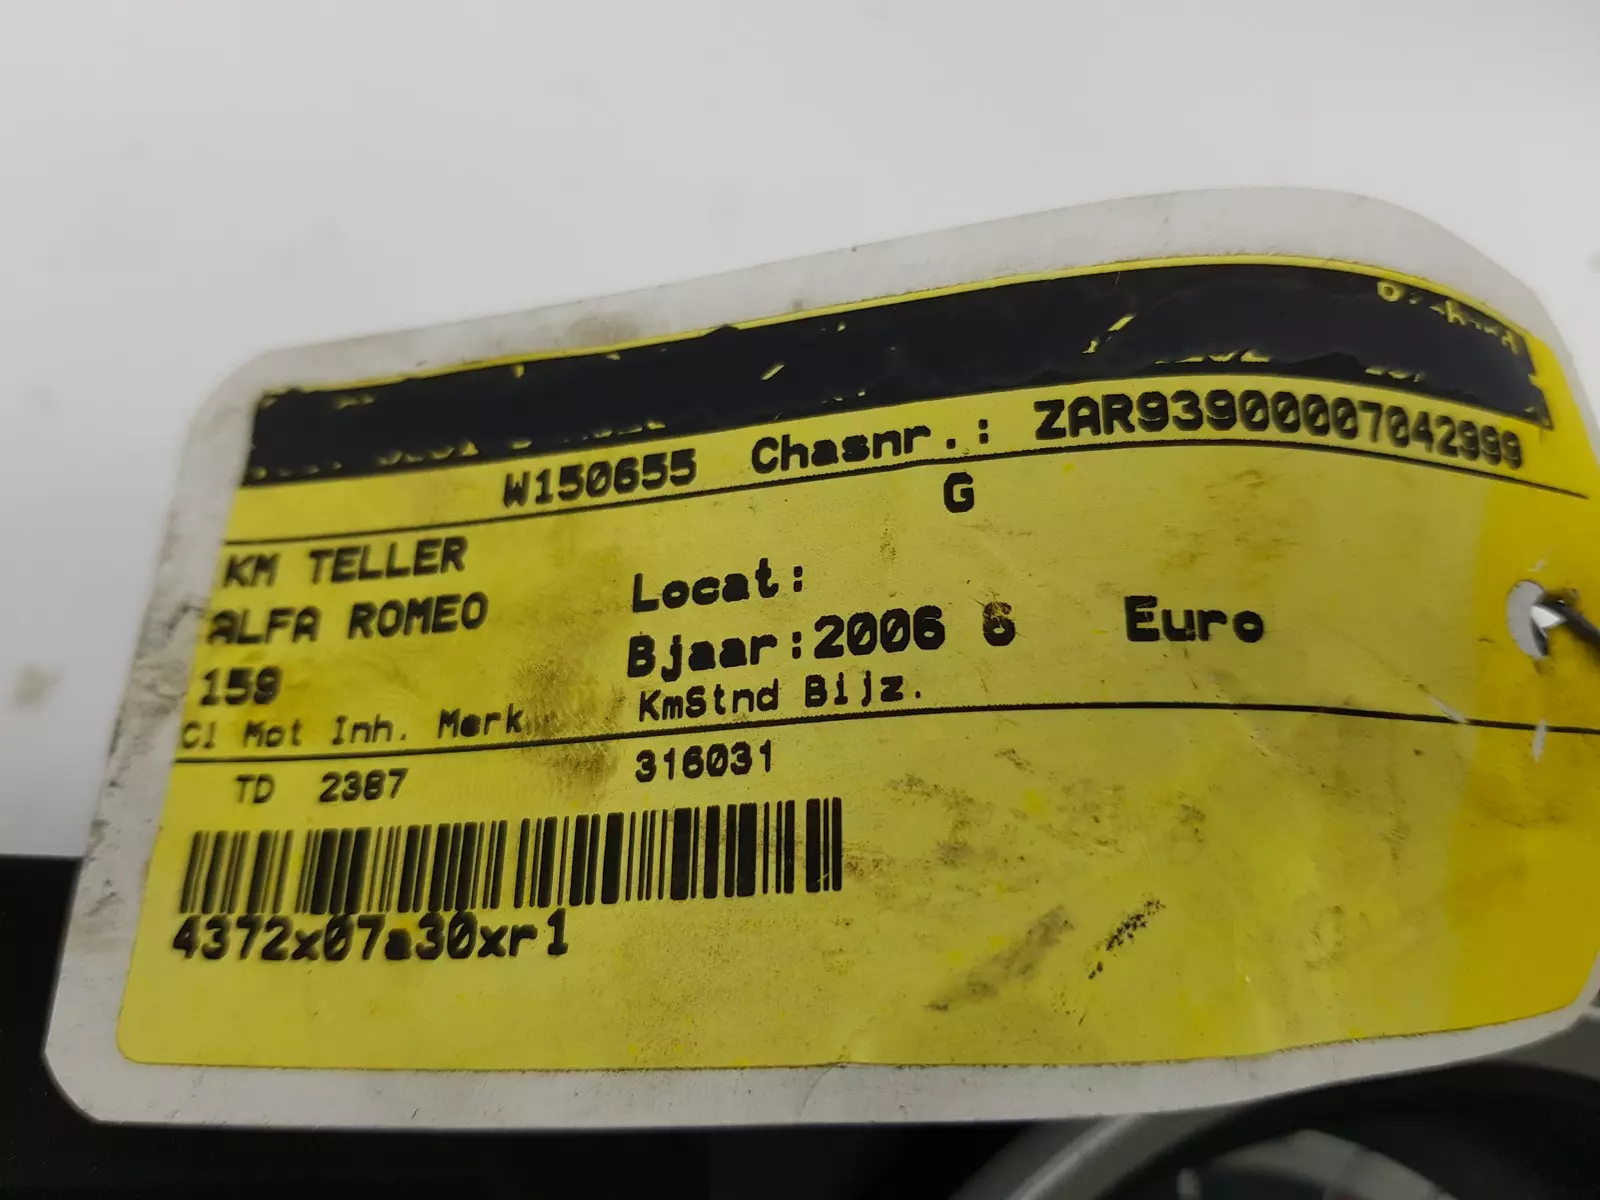 W150655 Chasnr.: ZAR93900007042999
G
KM TELLER
Locat:
ALFA ROMEO
Bjaar:2006 6 Euro
159
KmStnd Bijz.
Cl Mot Inh. Merk
TD 2387
316031
4372x07a30xr1